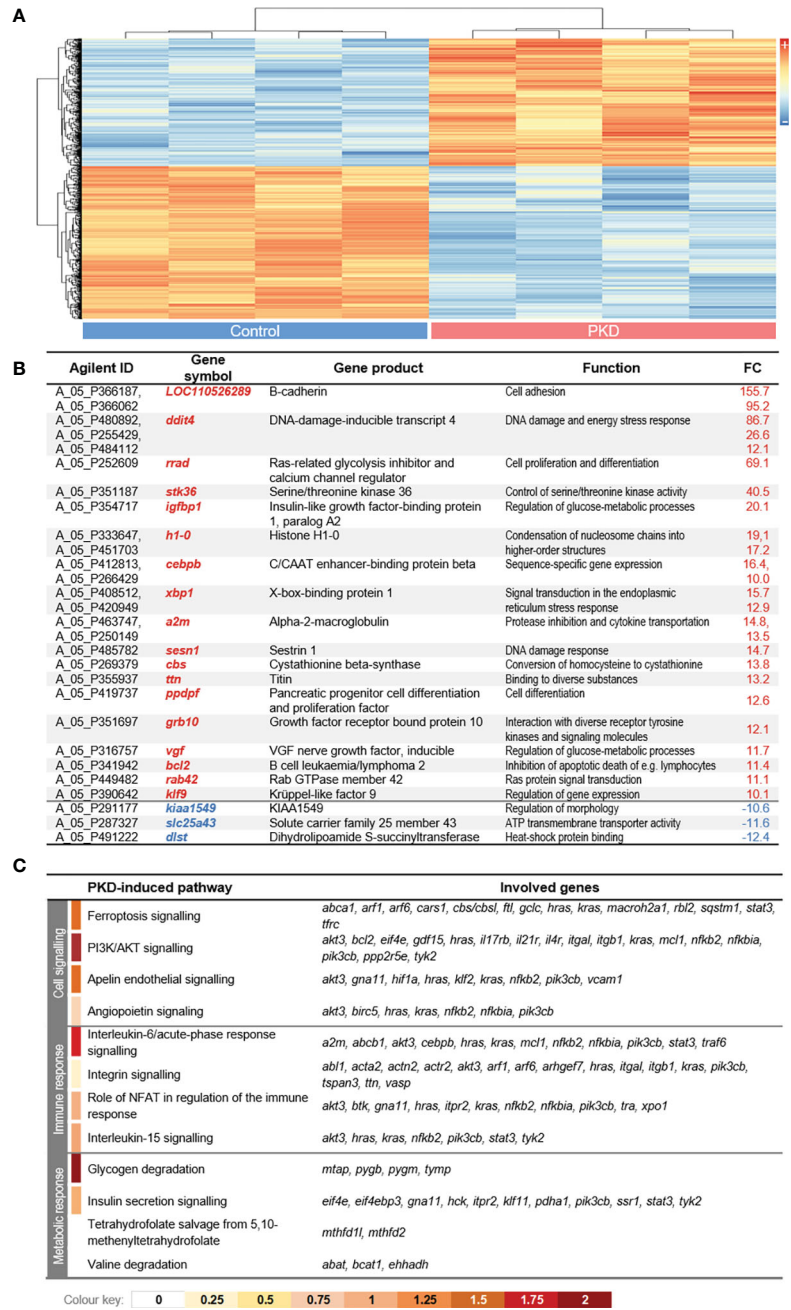 A
+
−
Control
PKD
B
Agilent ID Gene symbol Gene product Function FC
A_05_P366187, LOC110526289 B-cadherin Cell adhesion 155.7
A_05_P366062 95.2
A_05_P480892, ddit4 DNA-damage-inducible transcript 4 DNA damage and energy stress response 86.7
A_05_P255429, 26.6
A_05_P484112 12.1
A_05_P252609 rrad Ras-related glycolysis inhibitor and Cell proliferation and differentiation 69.1
calcium channel regulator
A_05_P351187 stk36 Serine/threonine kinase 36 Control of serine/threonine kinase activity 40.5
A_05_P354717 igfbp1 Insulin-like growth factor-binding protein Regulation of glucose-metabolic processes 20.1
1, paralog A2
A_05_P333647, h1-0 Histone H1-0 Condensation of nucleosome chains into 19,1
A_05_P451703 higher-order structures 17.2
A_05_P412813, cebpb C/CAAT enhancer-binding protein beta Sequence-specific gene expression 16.4,
A_05_P266429 10.0
A_05_P408512, xbp1 X-box-binding protein 1 Signal transduction in the endoplasmic 15.7
A_05_P420949 reticulum stress response 12.9
A_05_P463747, a2m Alpha-2-macroglobulin Protease inhibition and cytokine transportation 14.8,
A_05_P250149 13.5
A_05_P485782 sesn1 Sestrin 1 DNA damage response 14.7
A_05_P269379 cbs Cystathionine beta-synthase Conversion of homocysteine to cystathionine 13.8
A_05_P355937 ttn Titin Binding to diverse substances 13.2
A_05_P419737 ppdpf Pancreatic progenitor cell differentiation Cell differentiation 12.6
and proliferation factor
A_05_P351697 grb10 Growth factor receptor bound protein 10 Interaction with diverse receptor tyrosine 12.1
kinases and signaling molecules
A_05_P316757 vgf VGF nerve growth factor, inducible Regulation of glucose-metabolic processes 11.7
A_05_P341942 bcl2 B cell leukaemia/lymphoma 2 Inhibition of apoptotic death of e.g. lymphocytes 11.4
A_05_P449482 rab42 Rab GTPase member 42 Ras protein signal transduction 11.1
A_05_P390642 klf9 Krüppel-like factor 9 Regulation of gene expression 10.1
A_05_P291177 kiaa1549 KIAA1549 Regulation of morphology -10.6
A_05_P287327 slc25a43 Solute carrier family 25 member 43 ATP transmembrane transporter activity -11.6
A_05_P491222 dlst Dihydrolipoamide S-succinyltransferase Heat-shock protein binding -12.4
C
PKD-induced pathway Involved genes
Cell signalling
Ferroptosis signalling abca1, arf1, arf6, cars1, cbs/cbsl, ftl, gclc, hras, kras, macroh2a1, rbl2, sqstm1, stat3,
tfrc
PI3K/AKT signalling akt3, bcl2, eif4e, gdf15, hras, il17rb, il21r, il4r, itgal, itgb1, kras, mcl1, nfkb2, nfkbia,
pik3cb, ppp2r5e, tyk2
Apelin endothelial signalling akt3, gna11, hif1a, hras, klf2, kras, nfkb2, pik3cb, vcam1
Angiopoietin signaling akt3, birc5, hras, kras, nfkb2, nfkbia, pik3cb
Immune response
Interleukin-6/acute-phase response a2m, abcb1, akt3, cebpb, hras, kras, mcl1, nfkb2, nfkbia, pik3cb, stat3, traf6
signalling
Integrin signalling abl1, acta2, actn2, actr2, akt3, arf1, arf6, arhgef7, hras, itgal, itgb1, kras, pik3cb,
tspan3, ttn, vasp
Role of NFAT in regulation of the immune akt3, btk, gna11, hras, itpr2, kras, nfkb2, nfkbia, pik3cb, tra, xpo1
response
Interleukin-15 signalling akt3, hras, kras, nfkb2, pik3cb, stat3, tyk2
Metabolic response
Glycogen degradation mtap, pygb, pygm, tymp
Insulin secretion signalling eif4e, eif4ebp3, gna11, hck, itpr2, klf11, pdha1, pik3cb, ssr1, stat3, tyk2
Tetrahydrofolate salvage from 5,10- mthfd1l, mthfd2
methenyltetrahydrofolate
Valine degradation abat, bcat1, ehhadh
Colour key: 0 0.25 0.5 0.75 1 1.25 1.5 1.75 2